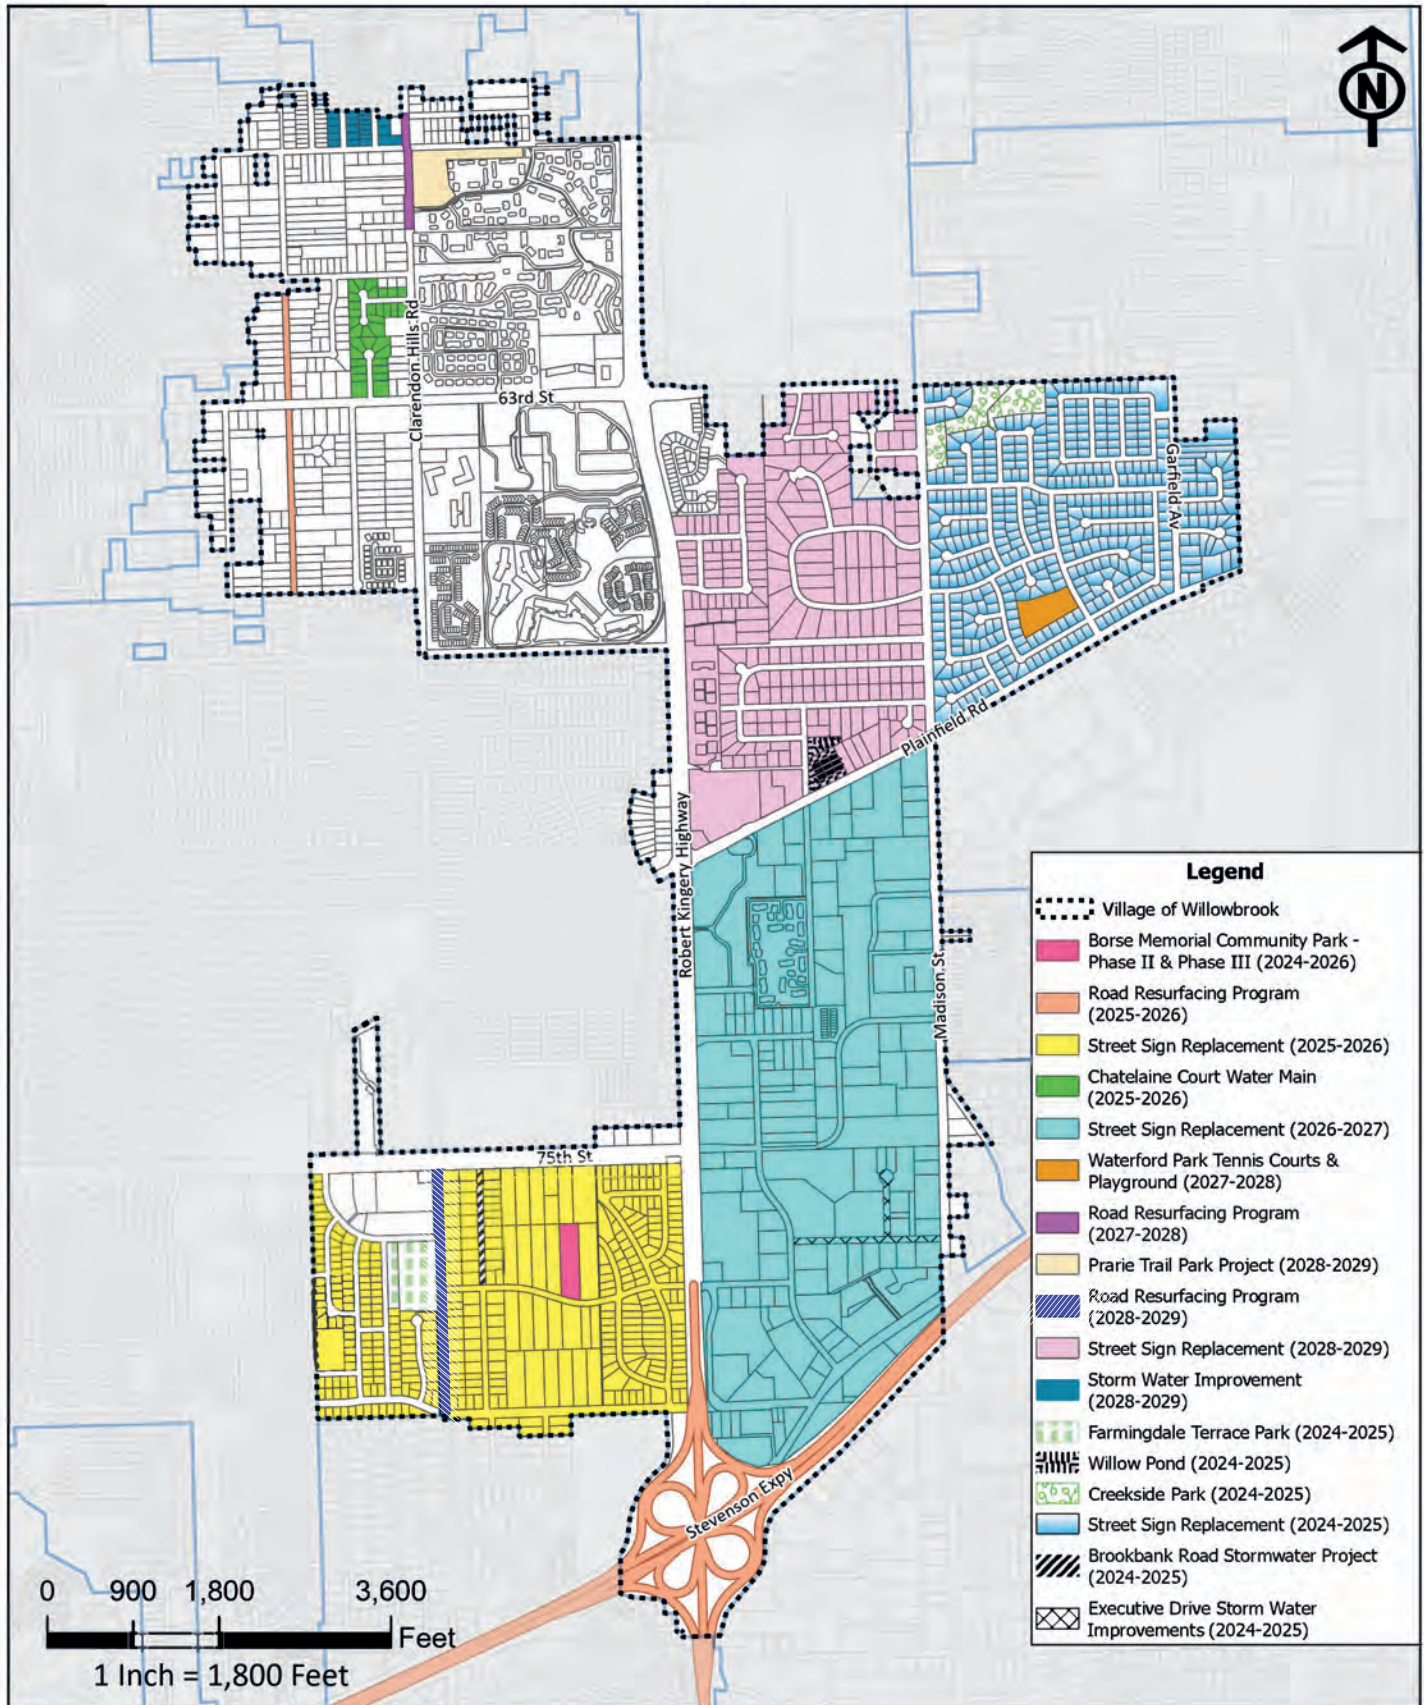 N
Clarendon Hills Rd
63rd St
Garfield Av
Plainfield Rd
Robert Kingery Highway
Madison St
75th St
Stevenson Expy
Legend
Village of Willowbrook
Borse Memorial Community Park -
Phase II & Phase III (2024-2026)
Road Resurfacing Program
(2025-2026)
Street Sign Replacement (2025-2026)
Chatelaine Court Water Main
(2025-2026)
Street Sign Replacement (2026-2027)
Waterford Park Tennis Courts &
Playground (2027-2028)
Road Resurfacing Program
(2027-2028)
Prarie Trail Park Project (2028-2029)
Road Resurfacing Program
(2028-2029)
Street Sign Replacement (2028-2029)
Storm Water Improvement
(2028-2029)
Farmingdale Terrace Park (2024-2025)
Willow Pond (2024-2025)
Creekside Park (2024-2025)
Street Sign Replacement (2024-2025)
Brookbank Road Stormwater Project
(2024-2025)
Executive Drive Storm Water
Improvements (2024-2025)
0 900 1,800 3,600
Feet
1 Inch = 1,800 Feet